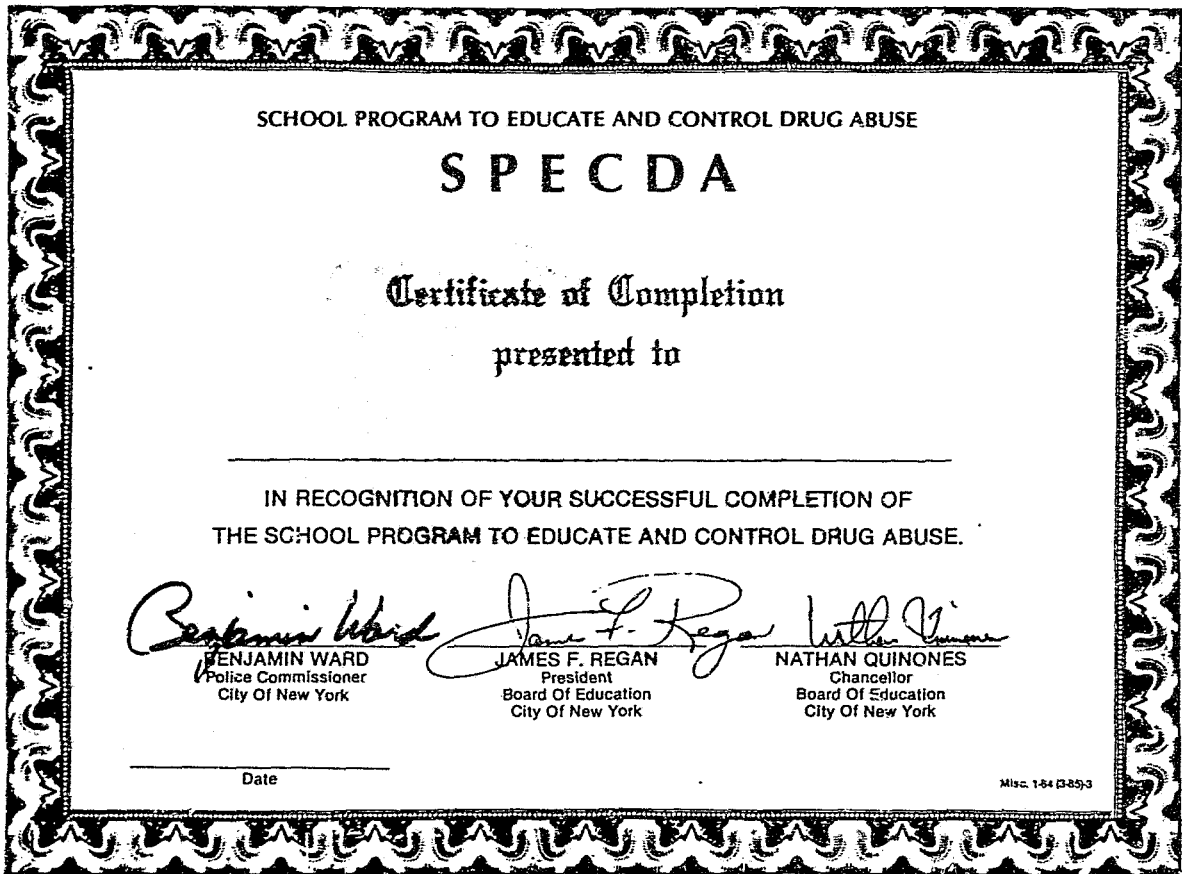 SCHOOL PROGRAM TO EDUCATE AND CONTROL DRUG ABUSE
SPECDA
Certificate of Completion
presented to
IN RECOGNITION OF YOUR SUCCESSFUL COMPLETION OF
THE SCHOOL PROGRAM TO EDUCATE AND CONTROL DRUG ABUSE.
Benjamin Ward
BENJAMIN WARD
Police Commissioner
City Of New York
James F. Regan
JAMES F. REGAN
President
Board Of Education
City Of New York
NATHAN QUINONES
Chancellor
Board Of Education
City Of New York
Date
Misc. 1-84 (3-85)-3